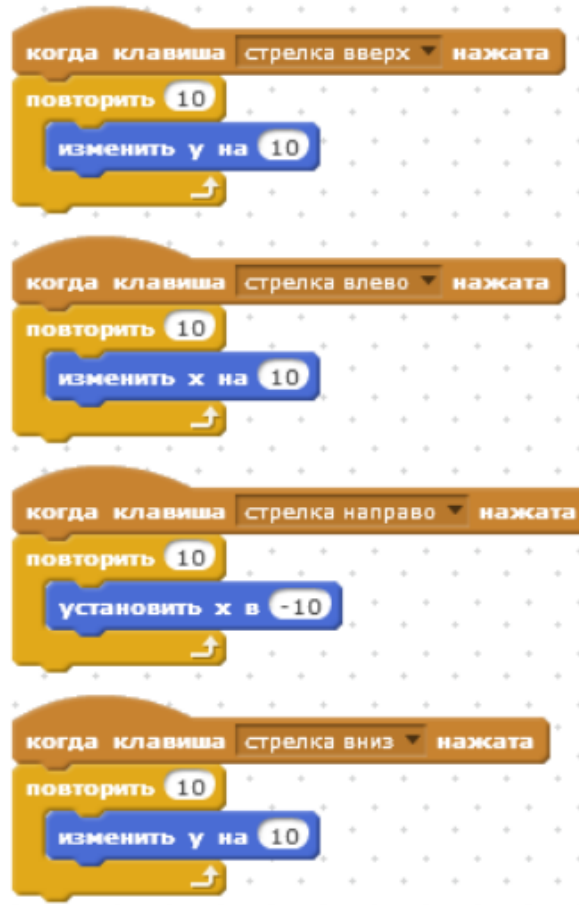 когда клавиша стрелка вверх нажата
повторить 10
изменить y на 10
когда клавиша стрелка влево нажата
повторить 10
изменить x на 10
когда клавиша стрелка направо нажата
повторить 10
установить x в -10
когда клавиша стрелка вниз нажата
повторить 10
изменить y на 10